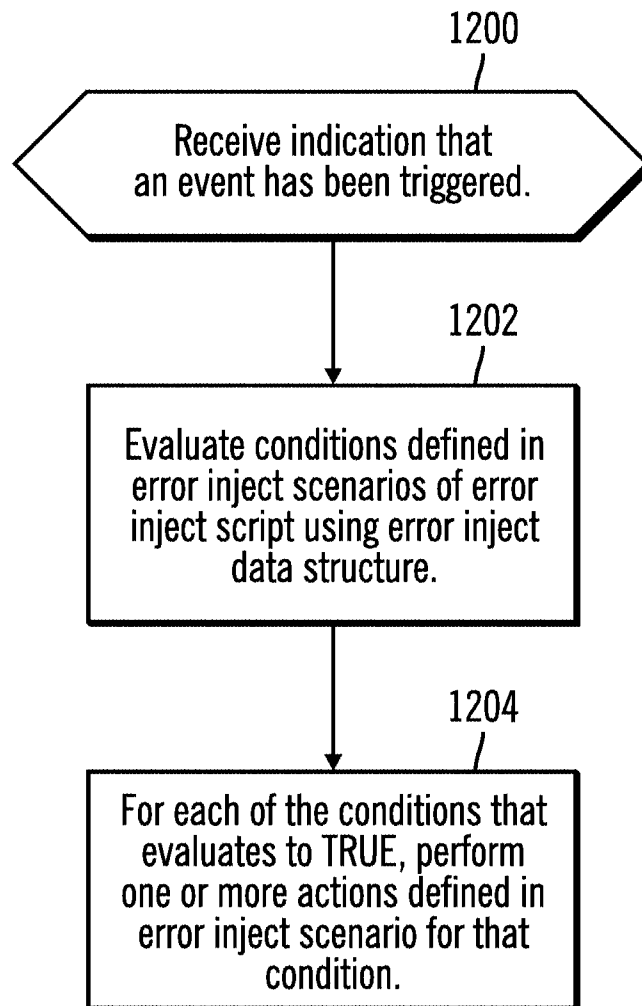 1200
Receive indication that
an event has been triggered.
1202
Evaluate conditions defined in
error inject scenarios of error
inject script using error inject
data structure.
1204
For each of the conditions that
evaluates to TRUE, perform
one or more actions defined in
error inject scenario for that
condition.